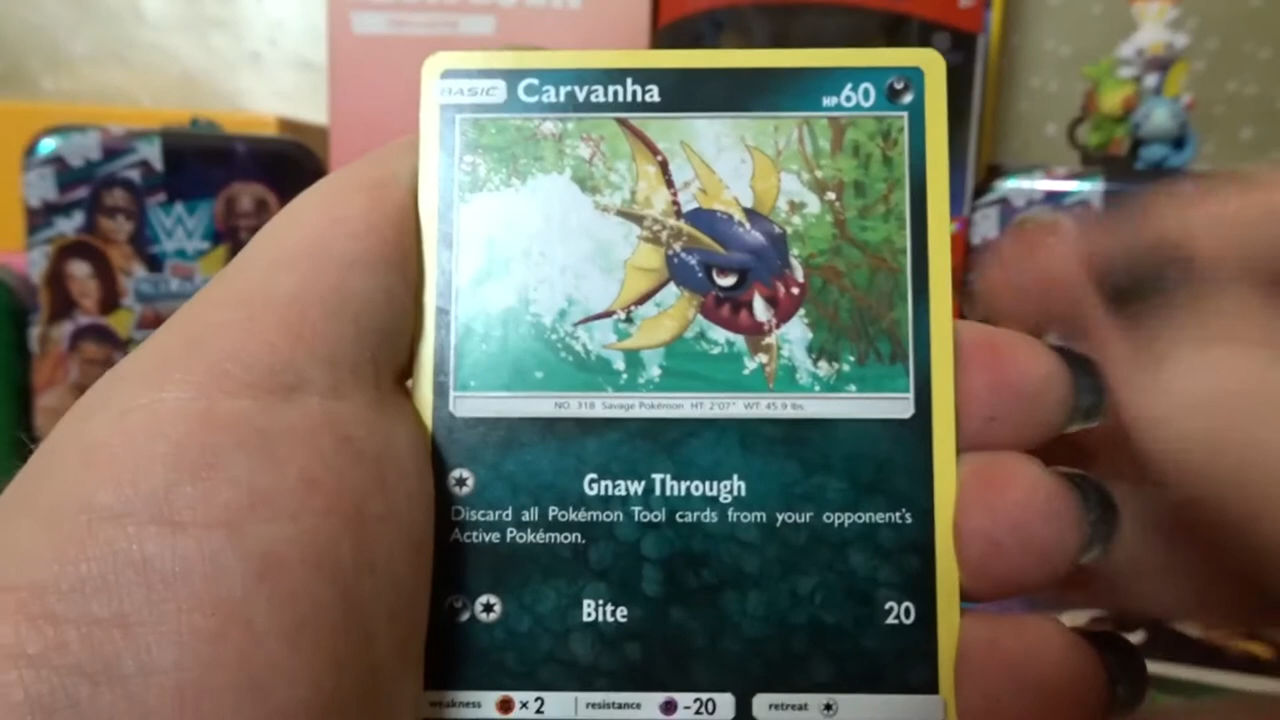 BASIC Carvanha HP60
NO. 318 Savage Pokémon HT: 2'07" WT: 45.9 lbs.
Gnaw Through
Discard all Pokémon Tool cards from your opponent's
Active Pokémon.
Bite 20
weakness ×2 resistance -20 retreat
W